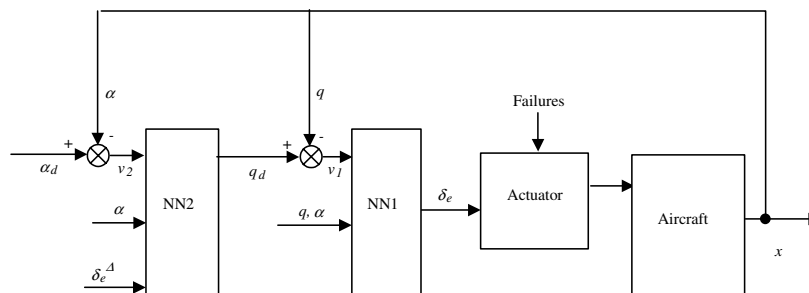 α
q
Failures
+
-
+
-
α_d
v_2
NN2
q_d
v_1
NN1
δ_e
Actuator
Aircraft
α
q, α
x
δ_e^Δ